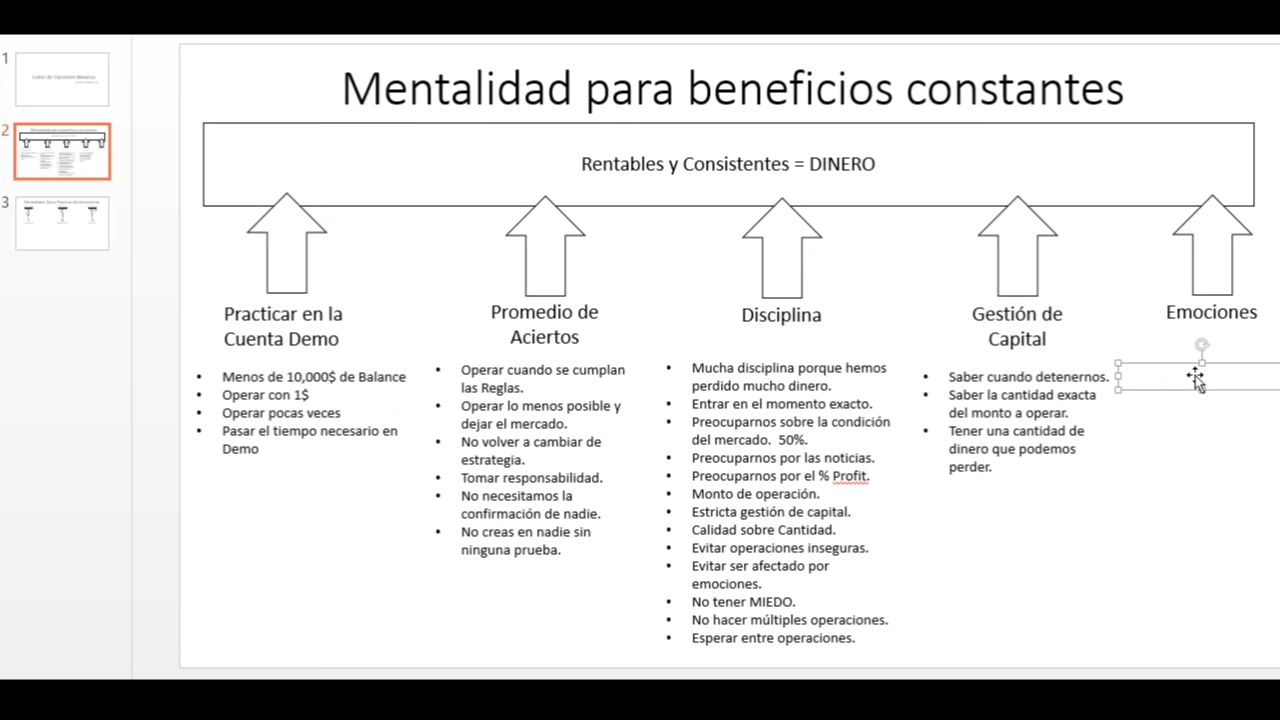 1
2
3
Mentalidad para beneficios constantes
Rentables y Consistentes = DINERO
Practicar en la
Cuenta Demo
• Menos de 10,000$ de Balance
• Operar con 1$
• Operar pocas veces
• Pasar el tiempo necesario en
Demo
Promedio de
Aciertos
• Operar cuando se cumplan
las Reglas.
• Operar lo menos posible y
dejar el mercado.
• No volver a cambiar de
estrategia.
• Tomar responsabilidad.
• No necesitamos la
confirmación de nadie.
• No creas en nadie sin
ninguna prueba.
Disciplina
• Mucha disciplina porque hemos
perdido mucho dinero.
• Entrar en el momento exacto.
• Preocuparnos sobre la condición
del mercado. 50%.
• Preocuparnos por las noticias.
• Preocuparnos por el % Profit.
• Monto de operación.
• Estricta gestión de capital.
• Calidad sobre Cantidad.
• Evitar operaciones inseguras.
• Evitar ser afectado por
emociones.
• No tener MIEDO.
• No hacer múltiples operaciones.
• Esperar entre operaciones.
Gestión de
Capital
• Saber cuando detenernos.
• Saber la cantidad exacta
del monto a operar.
• Tener una cantidad de
dinero que podemos
perder.
Emociones